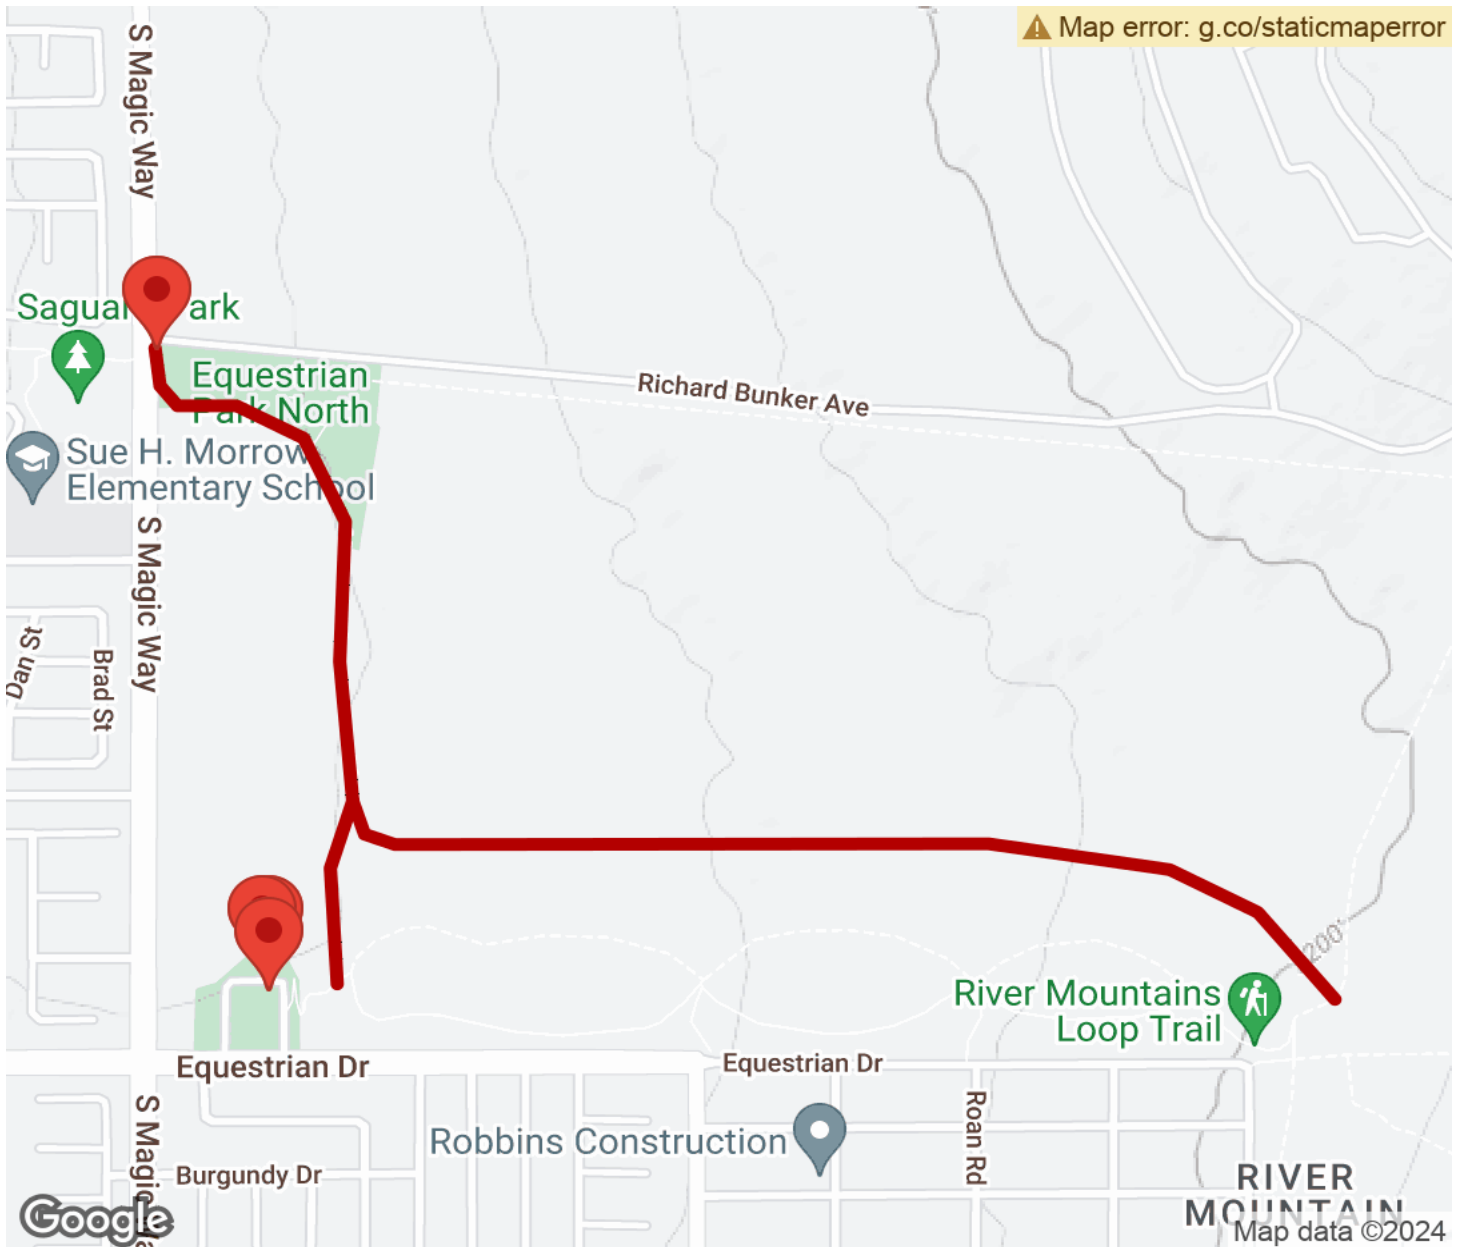 Map error: g.co/staticmaperror
S Magic Way
Sagua ark
Equestrian
Park North
Richard Bunker Ave
Sue H. Morrow
Elementary School
S Magic Way
Dan St
Brad St
200'
River Mountains
Loop Trail
Equestrian Dr
Equestrian Dr
S Magic Wa
Roan Rd
Robbins Construction
Burgundy Dr
RIVER
MOUNTAIN
Google
Map data ©2024